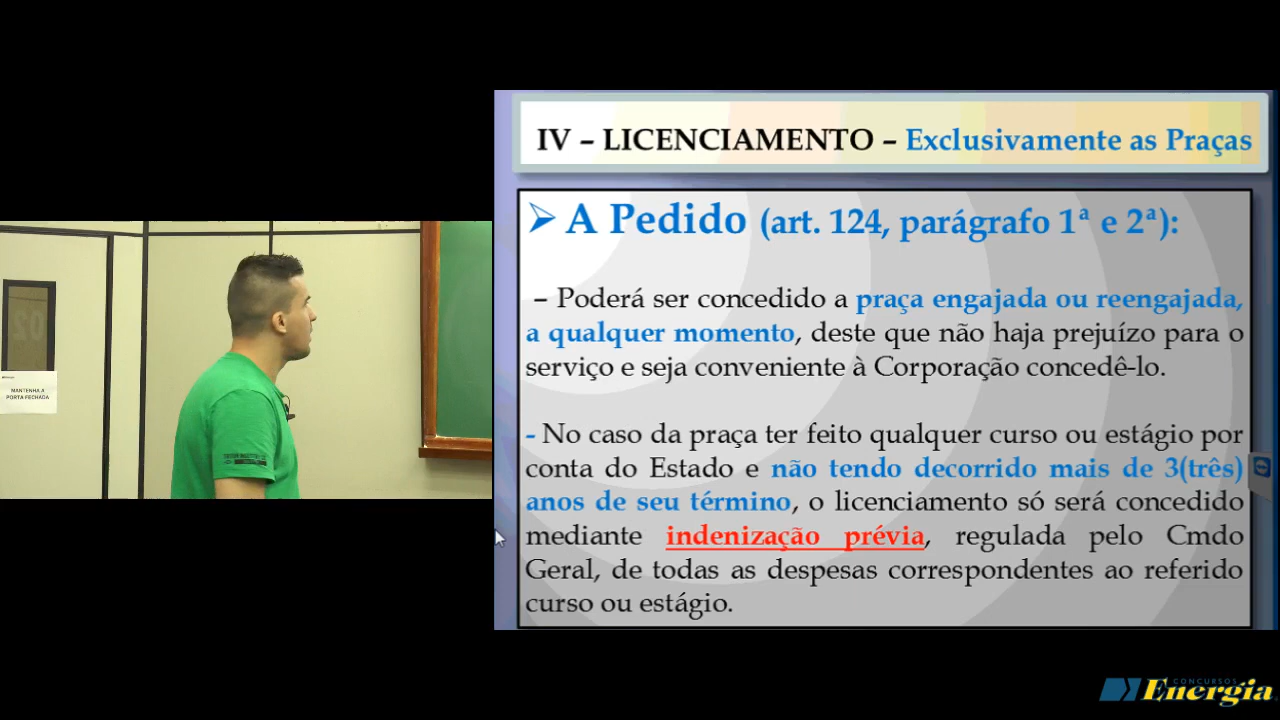 IV – LICENCIAMENTO – Exclusivamente as Praças
➢ A Pedido (art. 124, parágrafo 1ª e 2ª):
– Poderá ser concedido a praça engajada ou reengajada,
a qualquer momento, deste que não haja prejuízo para o
serviço e seja conveniente à Corporação concedê-lo.
- No caso da praça ter feito qualquer curso ou estágio por
conta do Estado e não tendo decorrido mais de 3(três)
anos de seu término, o licenciamento só será concedido
mediante indenização prévia, regulada pelo Cmdo
Geral, de todas as despesas correspondentes ao referido
curso ou estágio.
MANTENHA A
PORTA FECHADA
CONCURSOS
Energia